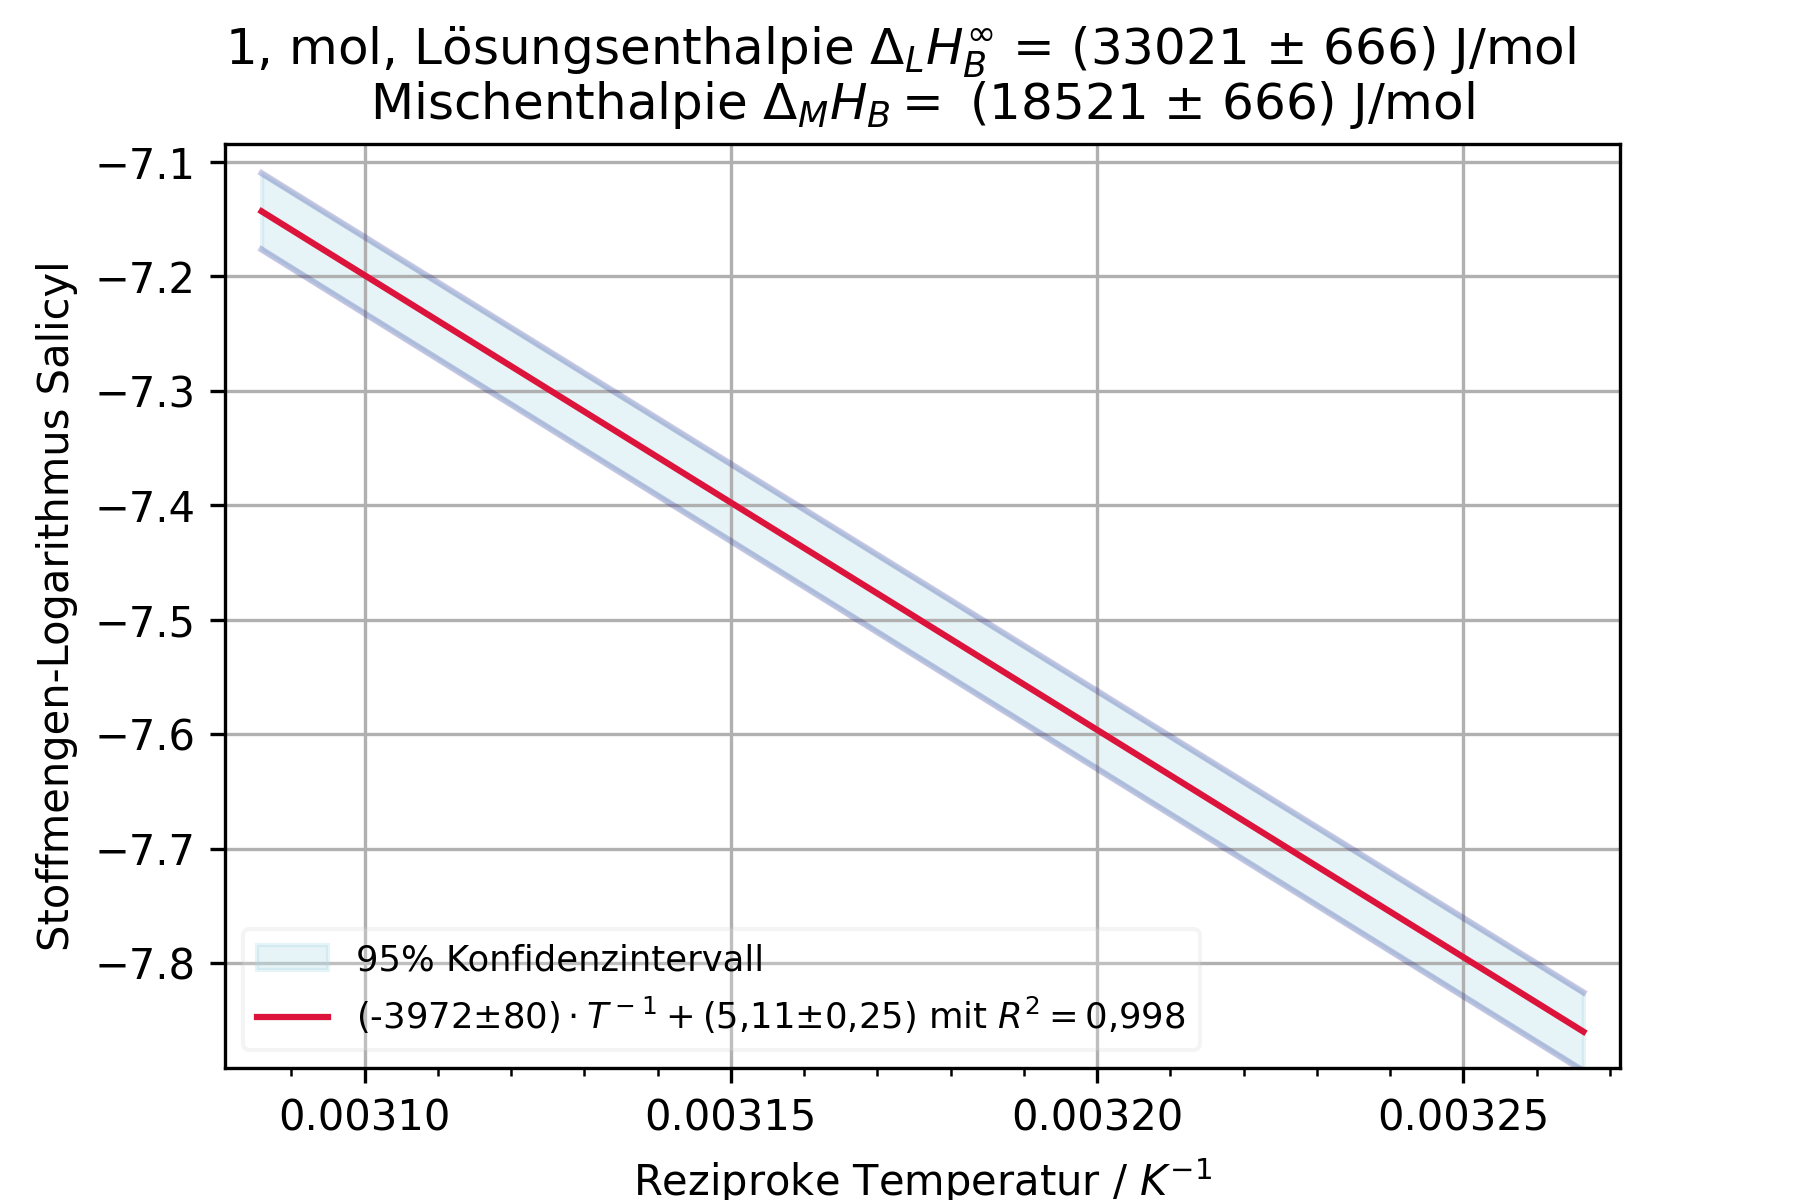 1, mol, Lösungsenthalpie Δ_L H_B^∞ = (33021 ± 666) J/mol
Mischenthalpie Δ_M H_B = (18521 ± 666) J/mol
Stoffmengen-Logarithmus Salicyl
−7.1
−7.2
−7.3
−7.4
−7.5
−7.6
−7.7
−7.8
95% Konfidenzintervall
(-3972±80) · T^−1 + (5,11±0,25) mit R^2 = 0,998
0.00310 0.00315 0.00320 0.00325
Reziproke Temperatur / K^−1